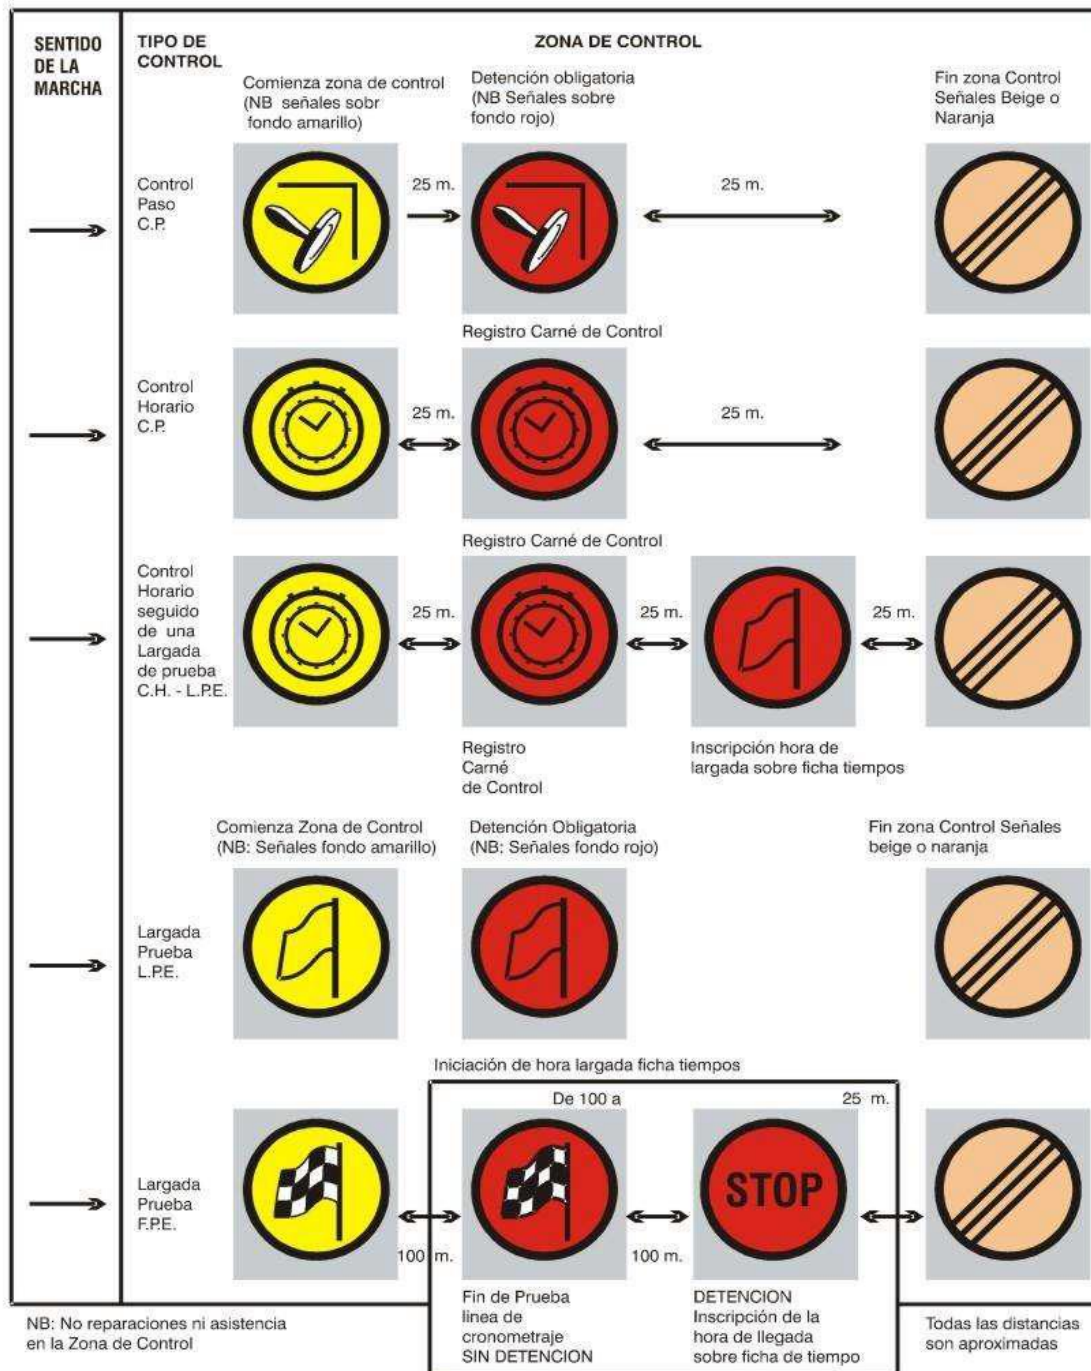 SENTIDO
DE LA
MARCHA
TIPO DE
CONTROL
ZONA DE CONTROL
Comienza zona de control
(NB señales sobr
fondo amarillo)
Detención obligatoria
(NB Señales sobre
fondo rojo)
Fin zona Control
Señales Beige o
Naranja
Control
Paso
C.P.
25 m.
25 m.
Registro Carné de Control
Control
Horario
C.P.
25 m.
25 m.
Registro Carné de Control
Control
Horario
seguido
de una
Largada
de prueba
C.H. - L.P.E.
25 m.
25 m.
25 m.
Registro
Carné
de Control
Inscripción hora de
largada sobre ficha tiempos
Comienza Zona de Control
(NB: Señales fondo amarillo)
Detención Obligatoria
(NB: Señales fondo rojo)
Fin zona Control Señales
beige o naranja
Largada
Prueba
L.P.E.
Iniciación de hora largada ficha tiempos
De 100 a
25 m.
Largada
Prueba
F.P.E.
STOP
100 m.
100 m.
Fin de Prueba
linea de
cronometraje
SIN DETENCION
DETENCION
Inscripción de la
hora de llegada
sobre ficha de tiempo
NB: No reparaciones ni asistencia
en la Zona de Control
Todas las distancias
son aproximadas